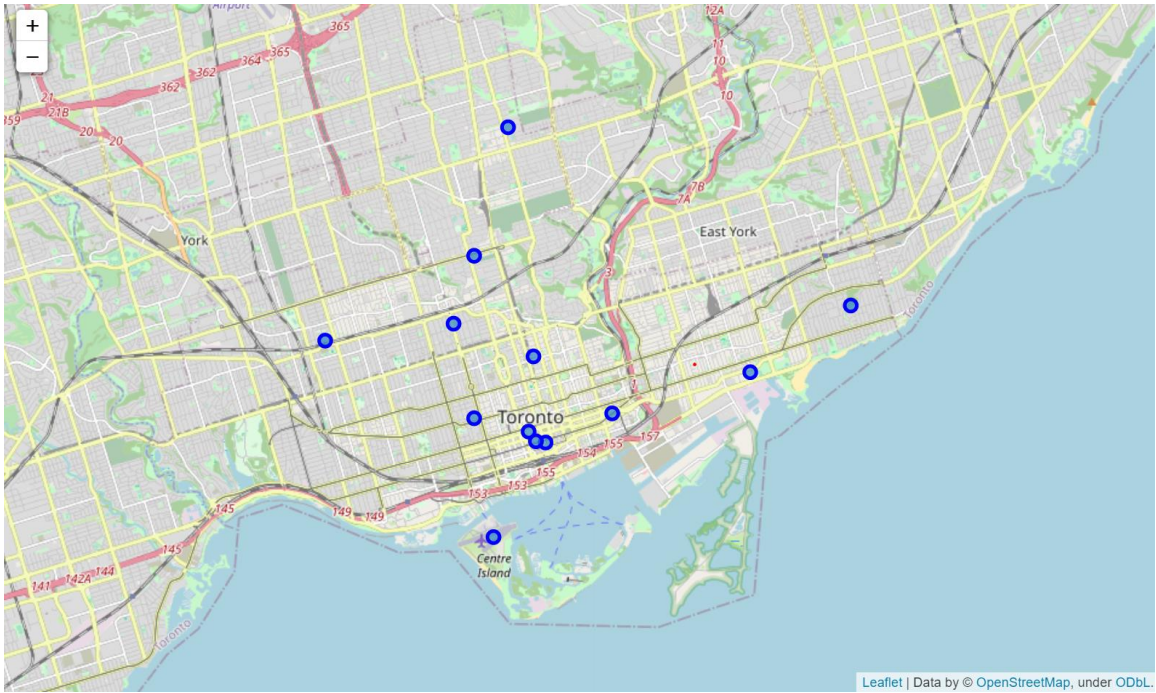 Airport
12A
+
365
11
365
364
10
−
362
362
10
21
359
21B
20
20
7B
7A
York
East York
3
Toronto
1
Toronto
157
155
154
155
153
153
149
149
145
145
144
142A
141
Centre
Island
Toronto
Leaflet | Data by © OpenStreetMap, under ODbL.